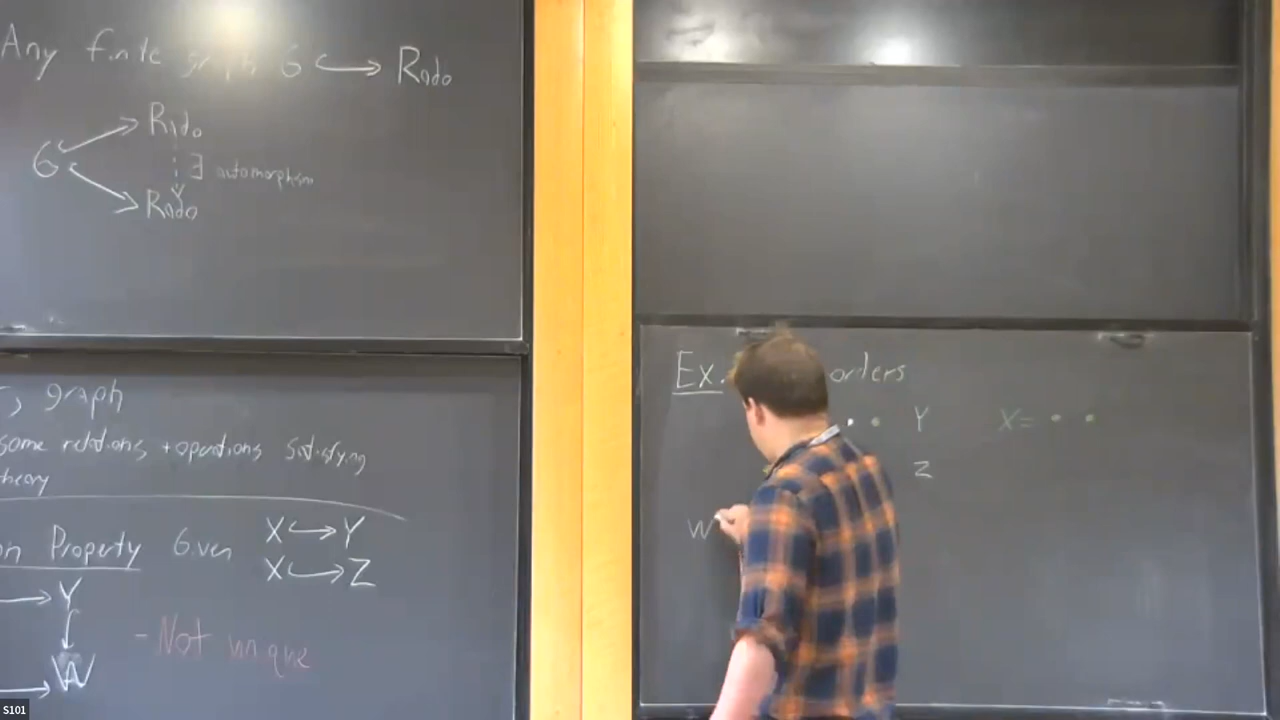 Any finite graph G ↪ Rado
Rado
G ∃ automorphism
Rado
, graph
some relations + operations satisfying
theory
Property Given X ↪ Y
X ↪ Z
Y
- Not unique
W
Ex. orders
Y X = • •
Z
W
S101